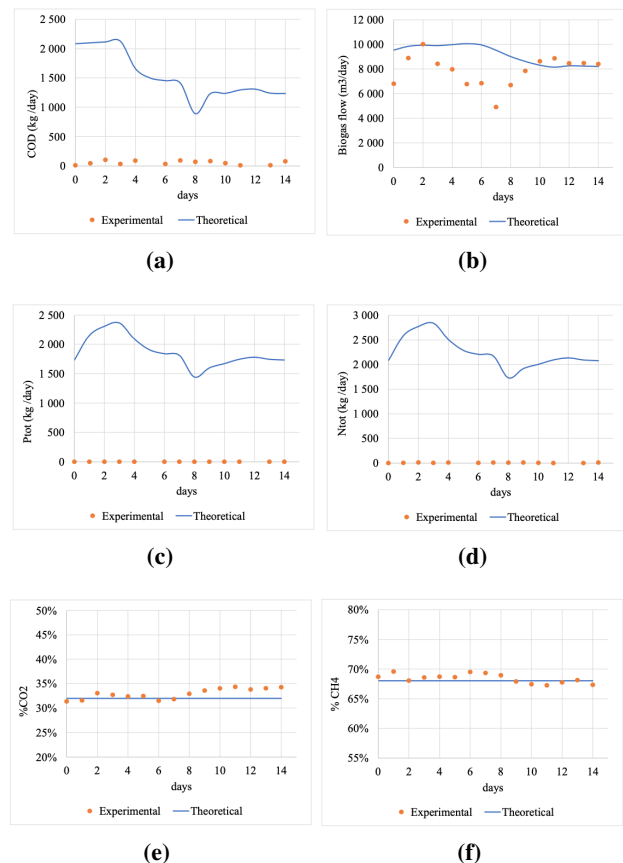 2 500
2 000
1 500
1 000
500
0
COD (kg /day)
0 2 4 6 8 10 12 14
days
Experimental Theoretical
(a)
12 000
10 000
8 000
6 000
4 000
2 000
0
Biogas flow (m3/day)
0 2 4 6 8 10 12 14
days
Experimental Theoretical
(b)
2 500
2 000
1 500
1 000
500
0
Ptot (kg /day)
0 2 4 6 8 10 12 14
days
Experimental Theoretical
(c)
3 000
2 500
2 000
1 500
1 000
500
0
Ntot (kg /day)
0 2 4 6 8 10 12 14
days
Experimental Theoretical
(d)
50%
45%
40%
35%
30%
25%
20%
%CO2
0 2 4 6 8 10 12 14
days
Experimental Theoretical
(e)
80%
75%
70%
65%
60%
55%
% CH4
0 2 4 6 8 10 12 14
days
Experimental Theoretical
(f)